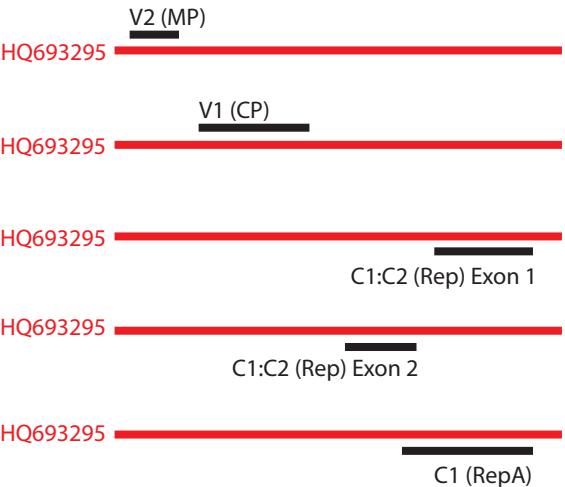 V2 (MP)
HQ693295
V1 (CP)
HQ693295
HQ693295
C1:C2 (Rep) Exon 1
HQ693295
C1:C2 (Rep) Exon 2
HQ693295
C1 (RepA)